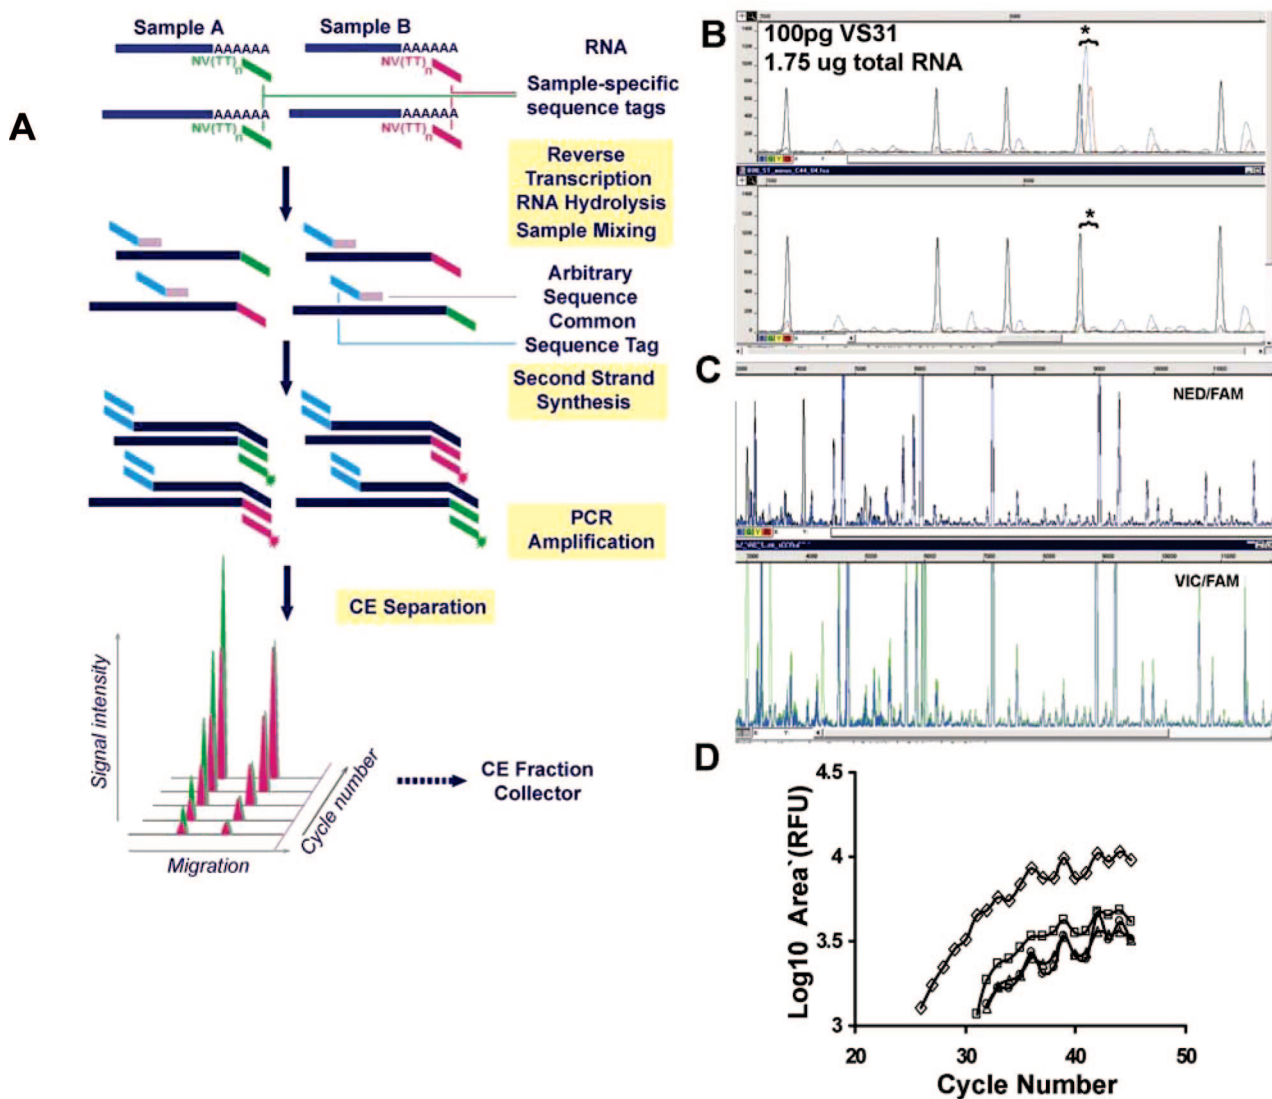 A
Sample A
Sample B
AAAAAA
AAAAAA
RNA
NV(TT)n
NV(TT)n
Sample-specific
sequence tags
AAAAAA
AAAAAA
NV(TT)n
NV(TT)n
Reverse
Transcription
RNA Hydrolysis
Sample Mixing
Arbitrary
Sequence
Common
Sequence Tag
Second Strand
Synthesis
PCR
Amplification
CE Separation
Signal intensity
Migration
Cycle number
CE Fraction
Collector
B
100pg VS31
1.75 ug total RNA
*
*
C
NED/FAM
VIC/FAM
D
Log10 Area`(RFU)
4.5
4
3.5
3
20
30
40
50
Cycle Number